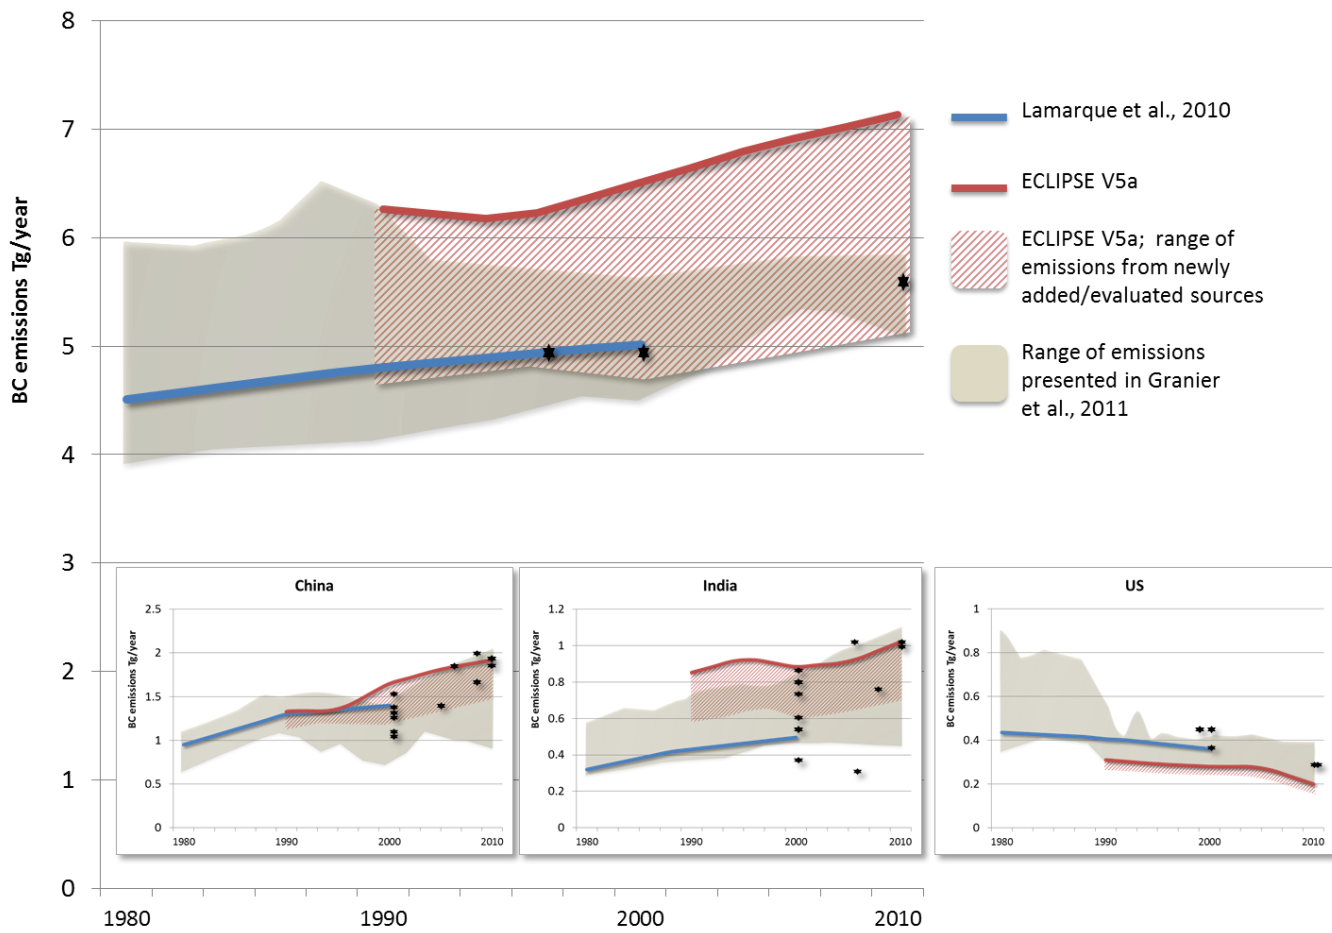 8
7
6
5
4
3
2
1
0
BC emissions Tg/year
1980
1990
2000
2010
Lamarque et al., 2010
ECLIPSE V5a
ECLIPSE V5a; range of
emissions from newly
added/evaluated sources
Range of emissions
presented in Granier
et al., 2011
China
BC emissions Tg/year
2.5
2
1.5
1
0.5
0
1980
1990
2000
2010
India
BC emissions Tg/year
1.2
1
0.8
0.6
0.4
0.2
0
1980
1990
2000
2010
US
BC emissions Tg/year
1
0.8
0.6
0.4
0.2
0
1980
1990
2000
2010